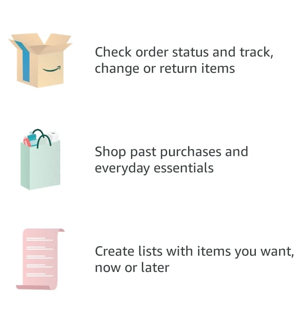 Check order status and track,
change or return items
Shop past purchases and
everyday essentials
Create lists with items you want,
now or later